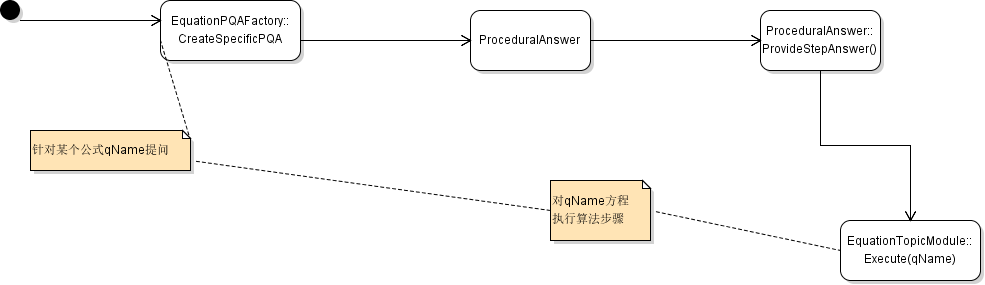 EquationPQAFactory::
CreateSpecificPQA
ProceduralAnswer
ProceduralAnswer::
ProvideStepAnswer()
针对某个公式qName提问
对qName方程
执行算法步骤
EquationTopicModule::
Execute(qName)